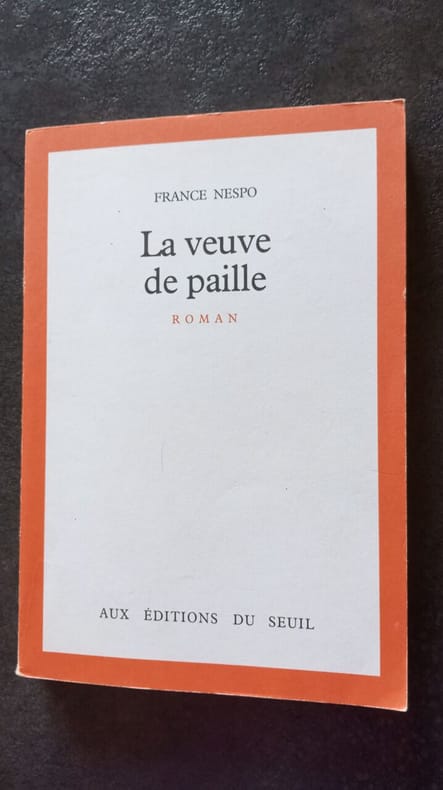 FRANCE NESPO
La veuve
de paille
ROMAN
AUX ÉDITIONS DU SEUIL